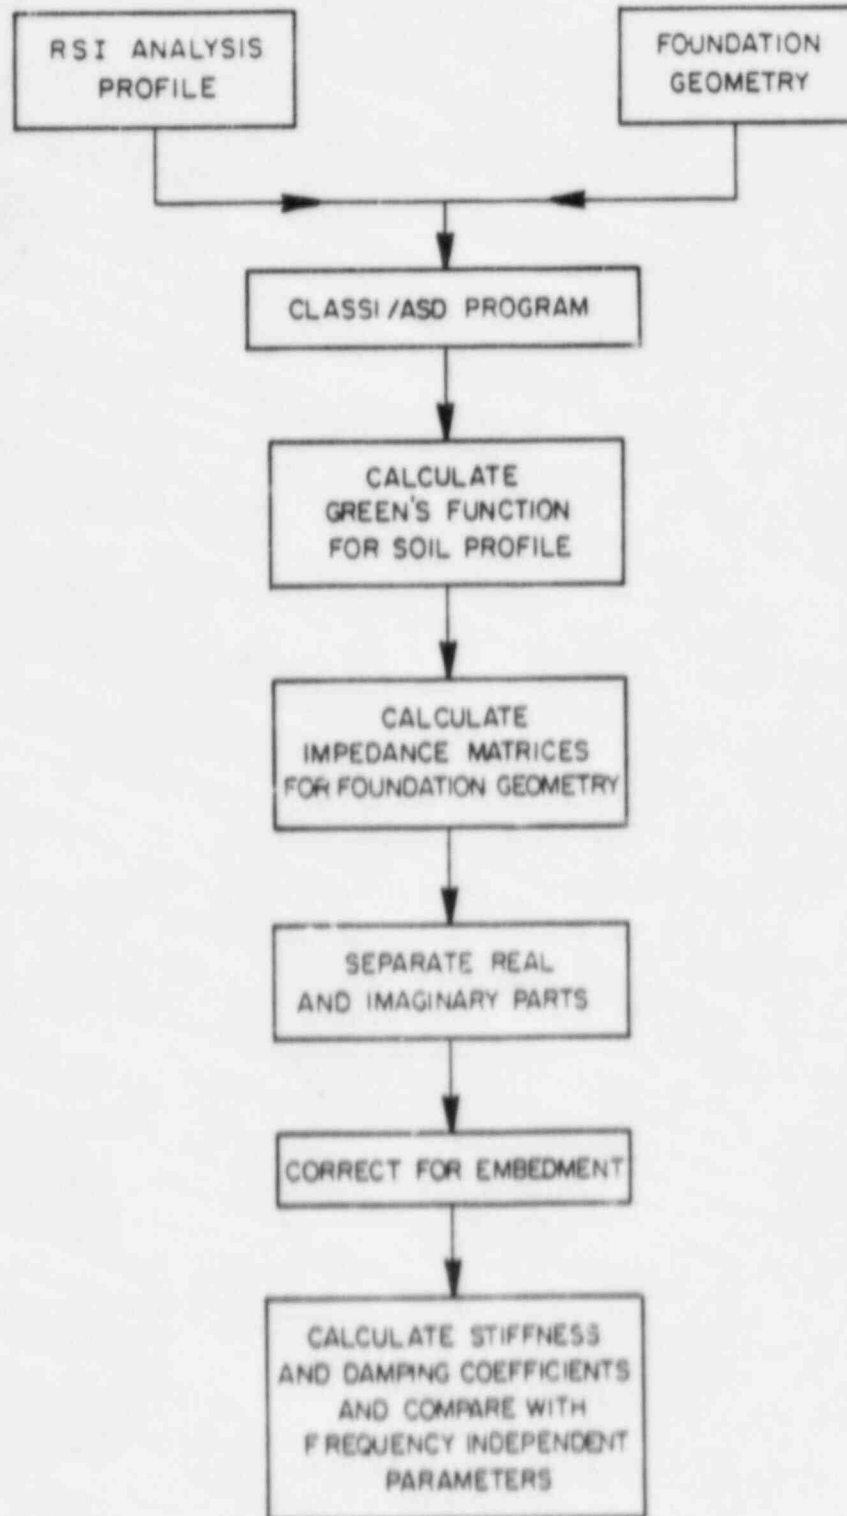 RSI ANALYSIS
PROFILE
FOUNDATION
GEOMETRY
CLASSI/ASD PROGRAM
CALCULATE
GREEN'S FUNCTION
FOR SOIL PROFILE
CALCULATE
IMPEDANCE MATRICES
FOR FOUNDATION GEOMETRY
SEPARATE REAL
AND IMAGINARY PARTS
CORRECT FOR EMBEDMENT
CALCULATE STIFFNESS
AND DAMPING COEFFICIENTS
AND COMPARE WITH
FREQUENCY INDEPENDENT
PARAMETERS